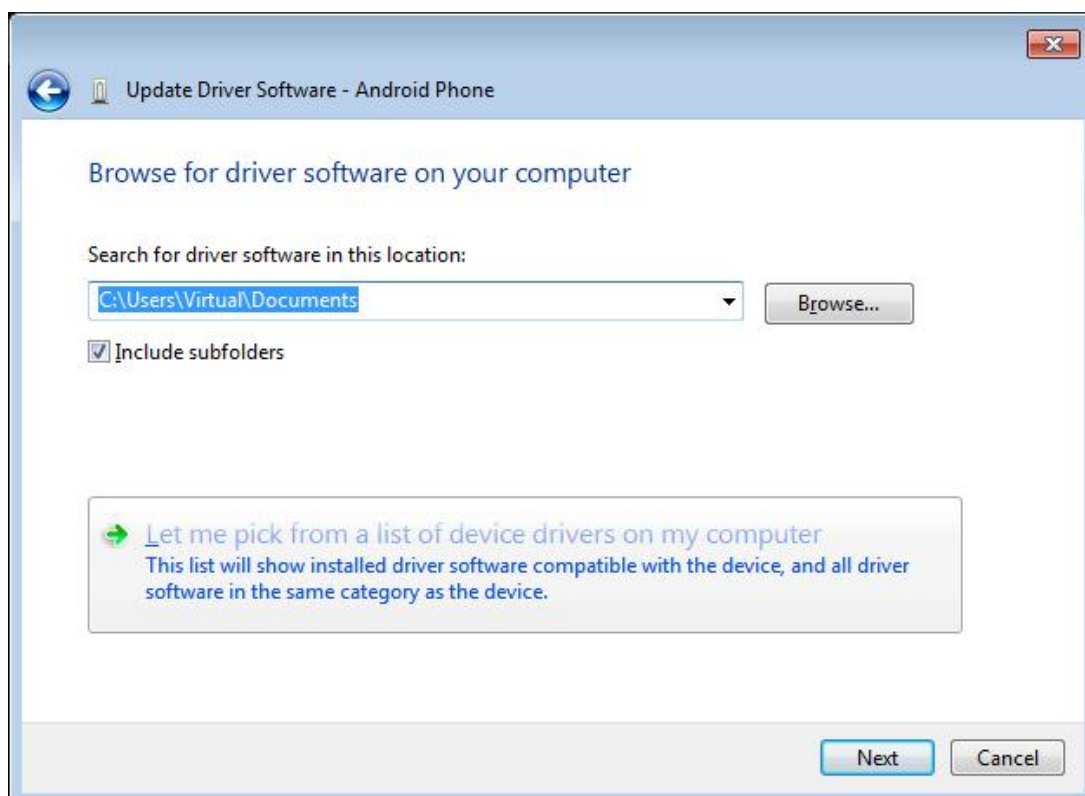 Update Driver Software - Android Phone
Browse for driver software on your computer
Search for driver software in this location:
C:\Users\Virtual\Documents
Browse...
Include subfolders
Let me pick from a list of device drivers on my computer
This list will show installed driver software compatible with the device, and all driver
software in the same category as the device.
Next
Cancel